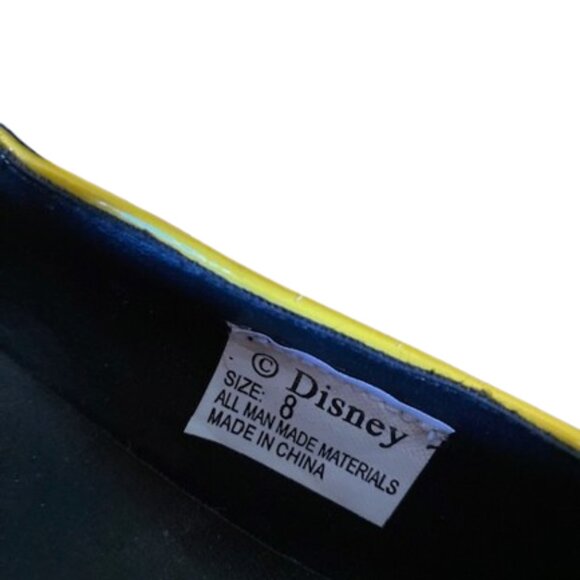 © Disney
SIZE: 8
ALL MAN MADE MATERIALS
MADE IN CHINA